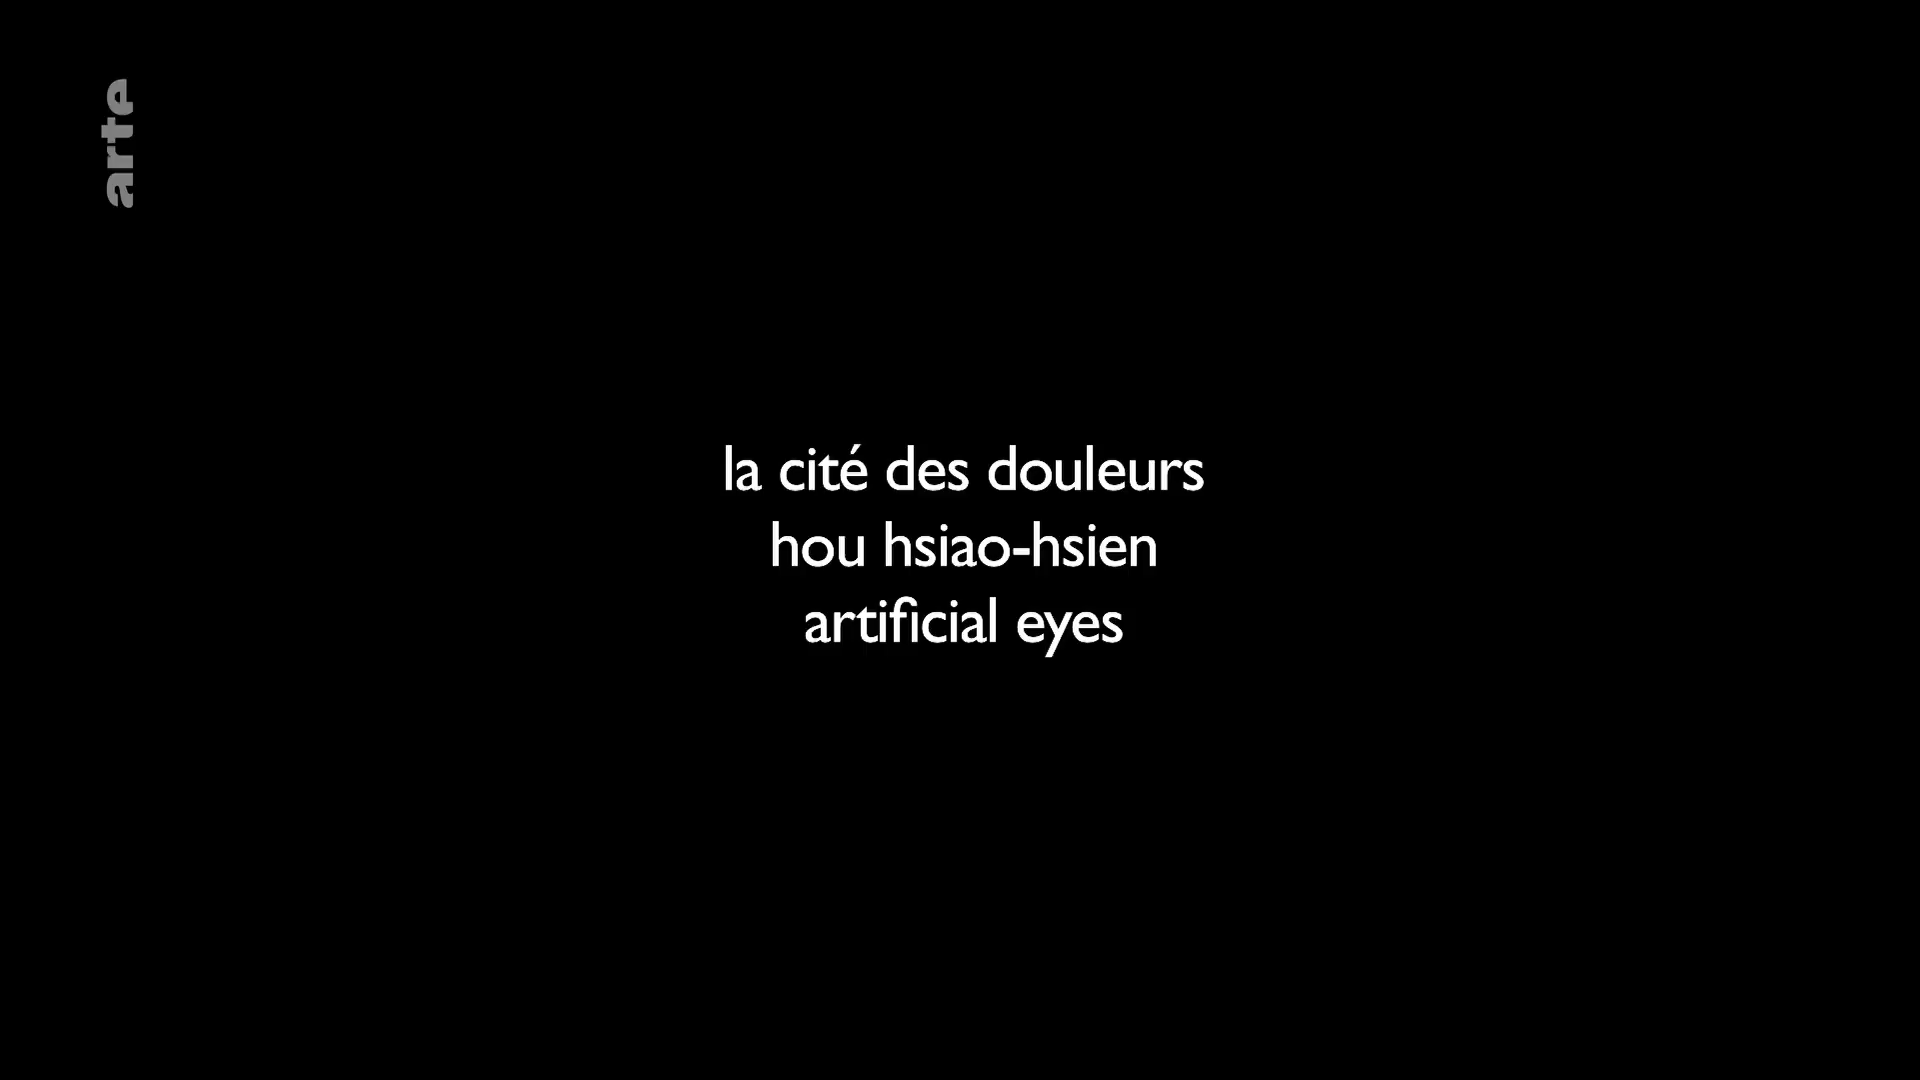 arte
la cité des douleurs
hou hsiao-hsien
artificial eyes